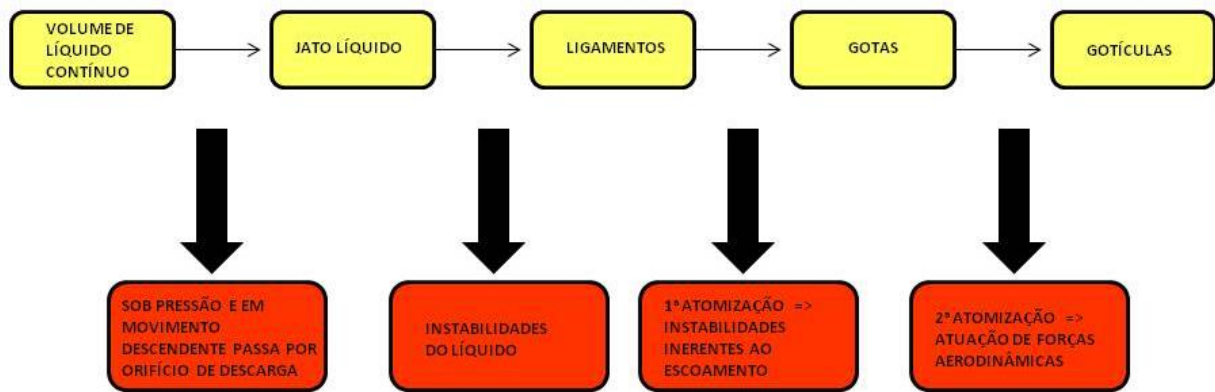 VOLUME DE
LÍQUIDO
CONTÍNUO
JATO LÍQUIDO
LIGAMENTOS
GOTAS
GOTÍCULAS
SOB PRESSÃO E EM
MOVIMENTO
DESCENDENTE PASSA POR
ORIFÍCIO DE DESCARGA
INSTABILIDADES
DO LÍQUIDO
1ª ATOMIZAÇÃO =>
INSTABILIDADES
INERENTES AO
ESCOAMENTO
2ª ATOMIZAÇÃO =>
ATUAÇÃO DE FORÇAS
AERODINÂMICAS